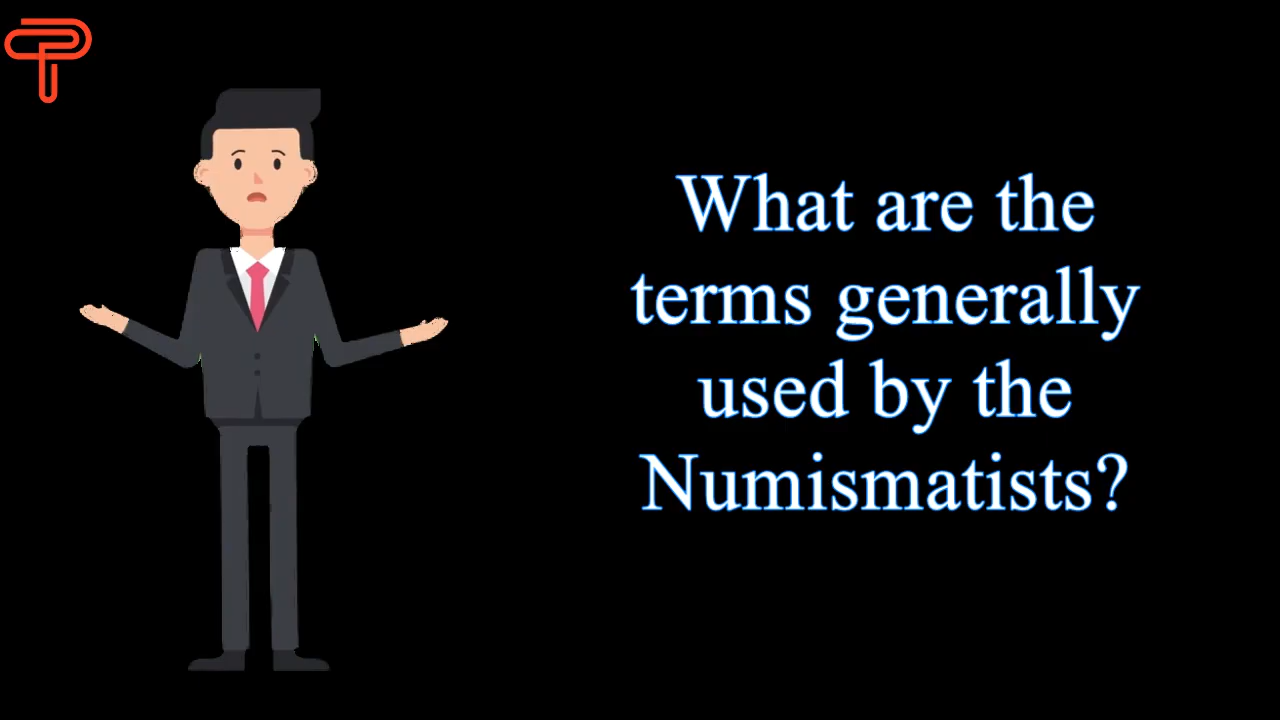 What are the
terms generally
used by the
Numismatists?